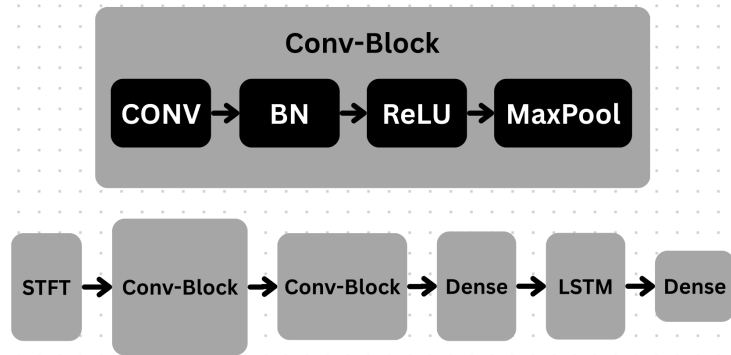 Conv-Block
CONV BN ReLU MaxPool
STFT Conv-Block Conv-Block Dense LSTM Dense